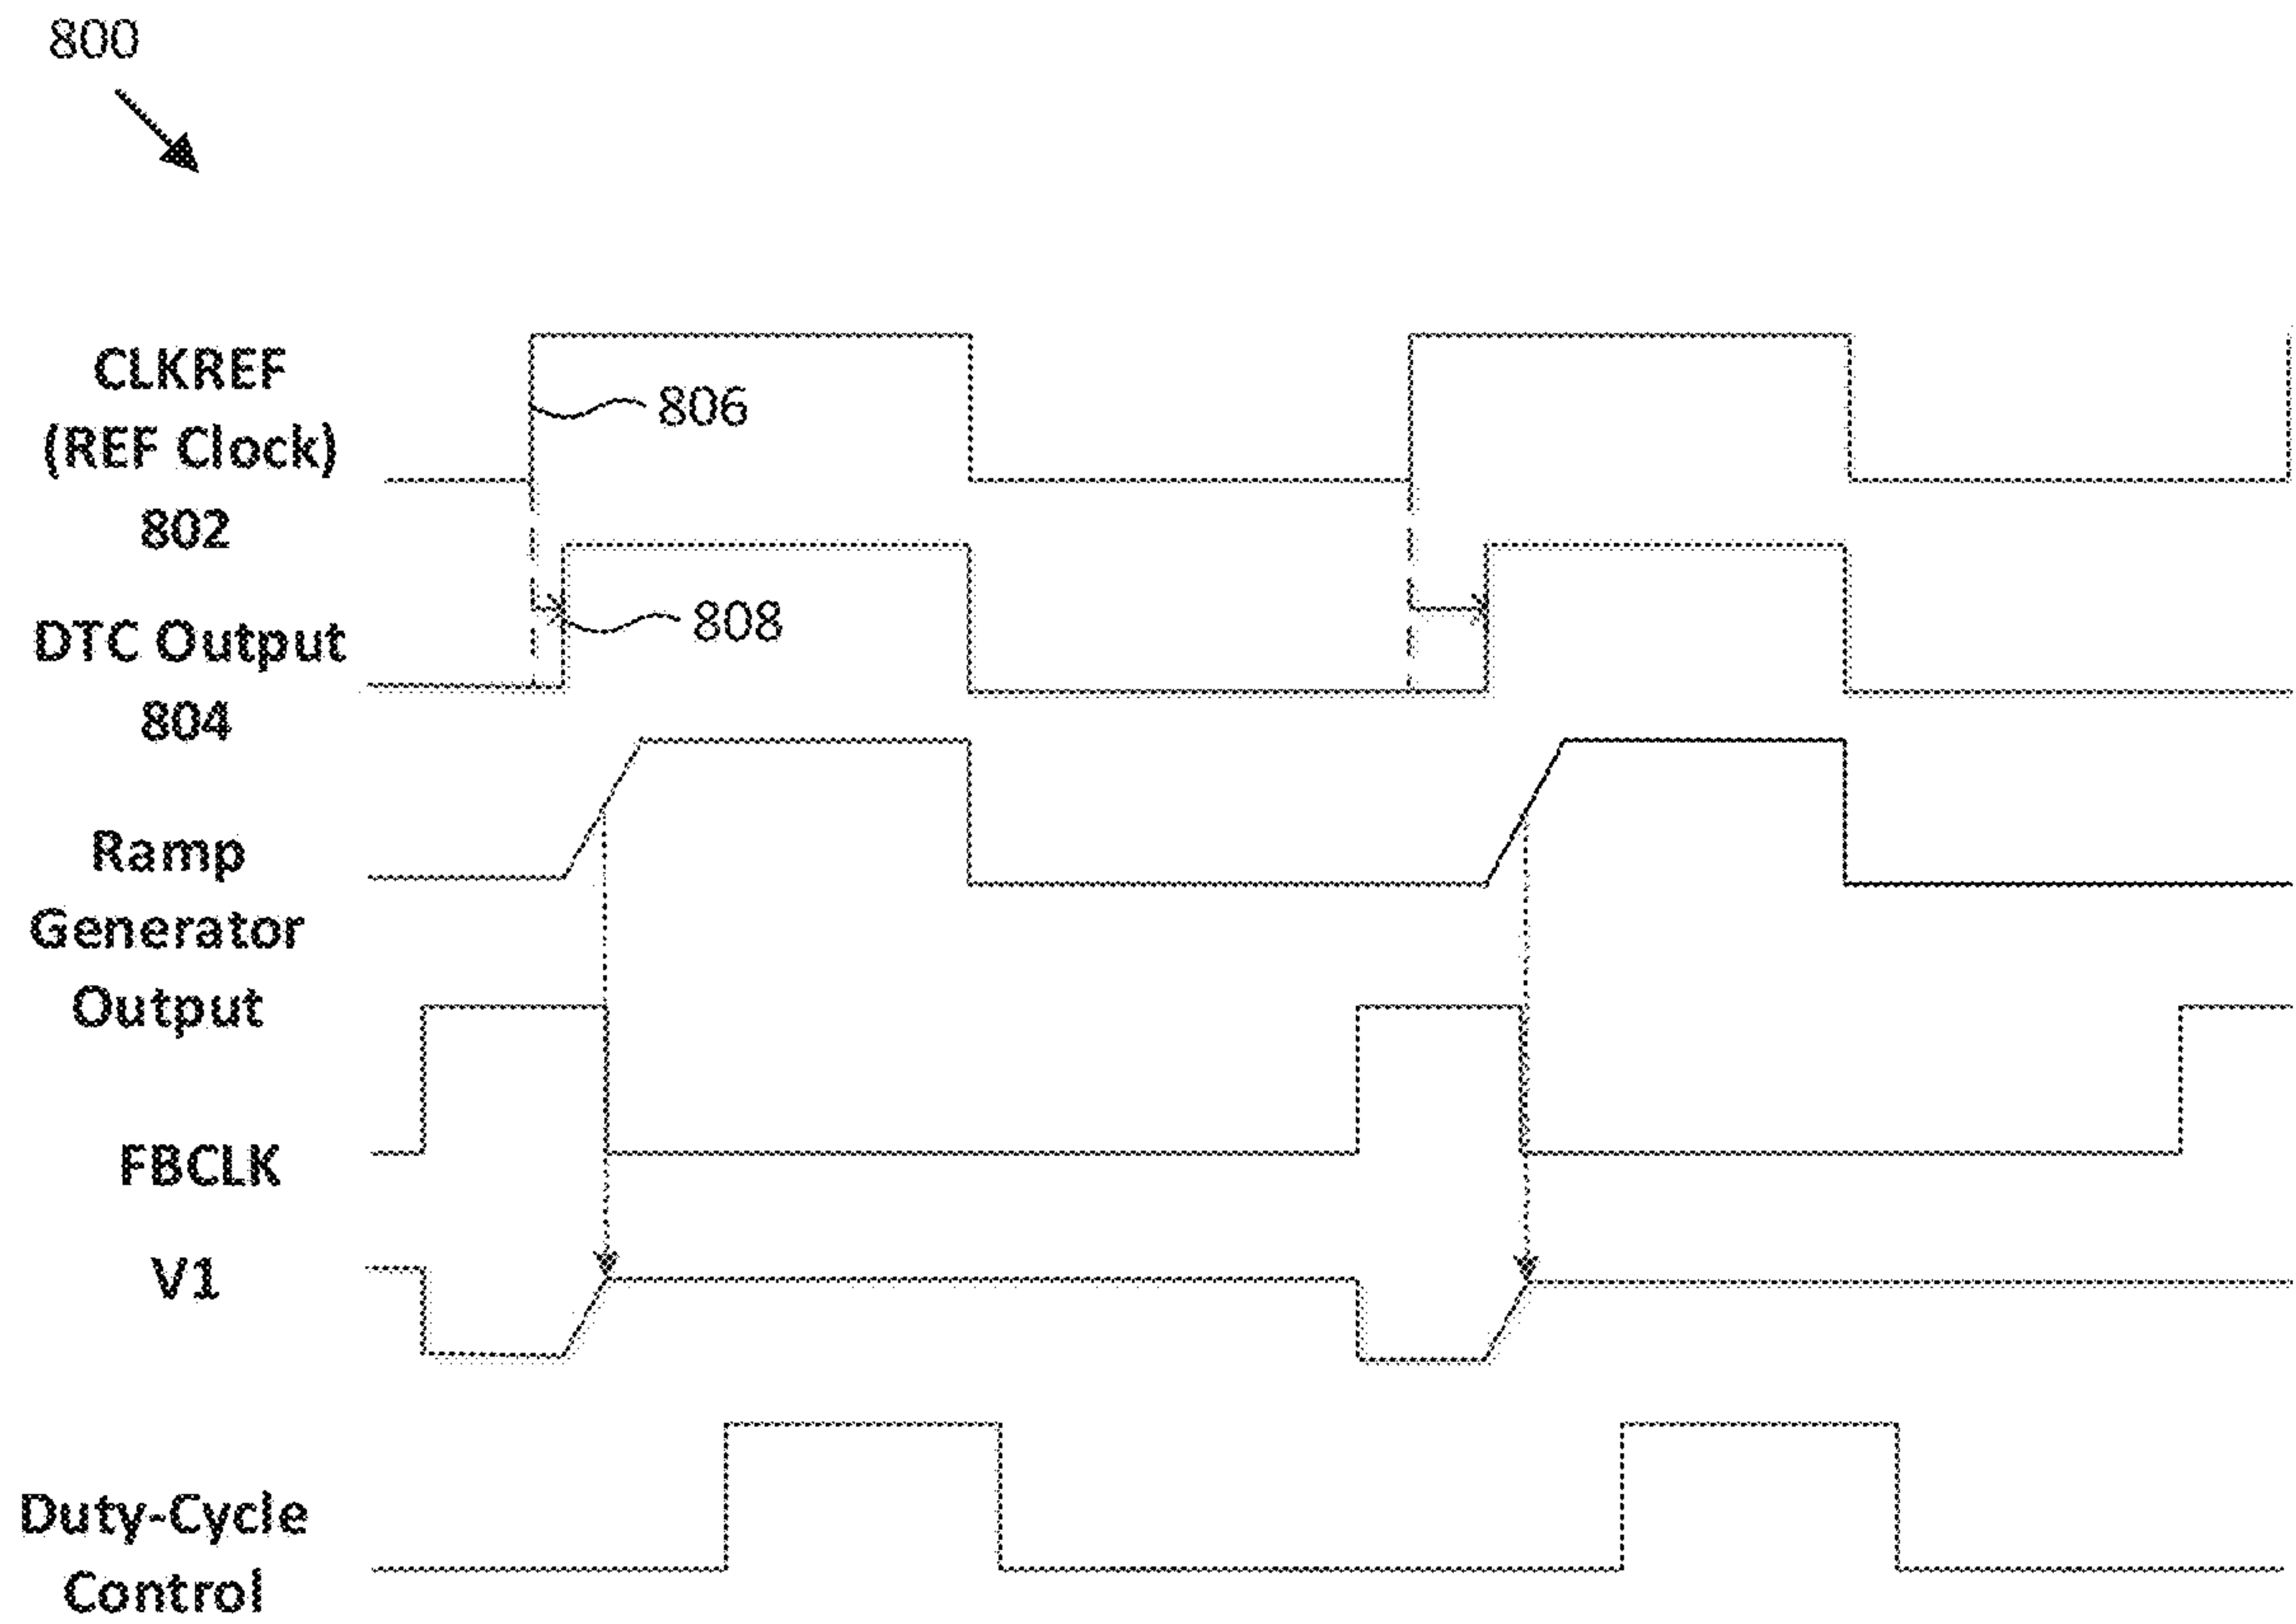 800
CLKREF
(REF Clock)
802
806
DTC Output
804
808
Ramp
Generator
Output
FBCLK
V1
Duty-Cycle
Control